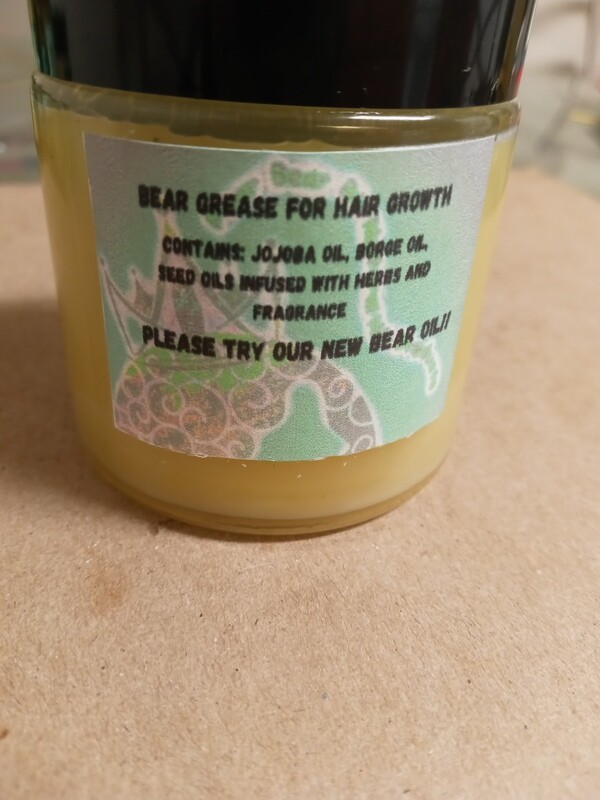 BEAR GREASE FOR HAIR GROWTH
CONTAINS: JOJOBA OIL, BORGE OIL,
SEED OILS INFUSED WITH HERBS AND
FRAGRANCE
PLEASE TRY OUR NEW BEAR OIL!!